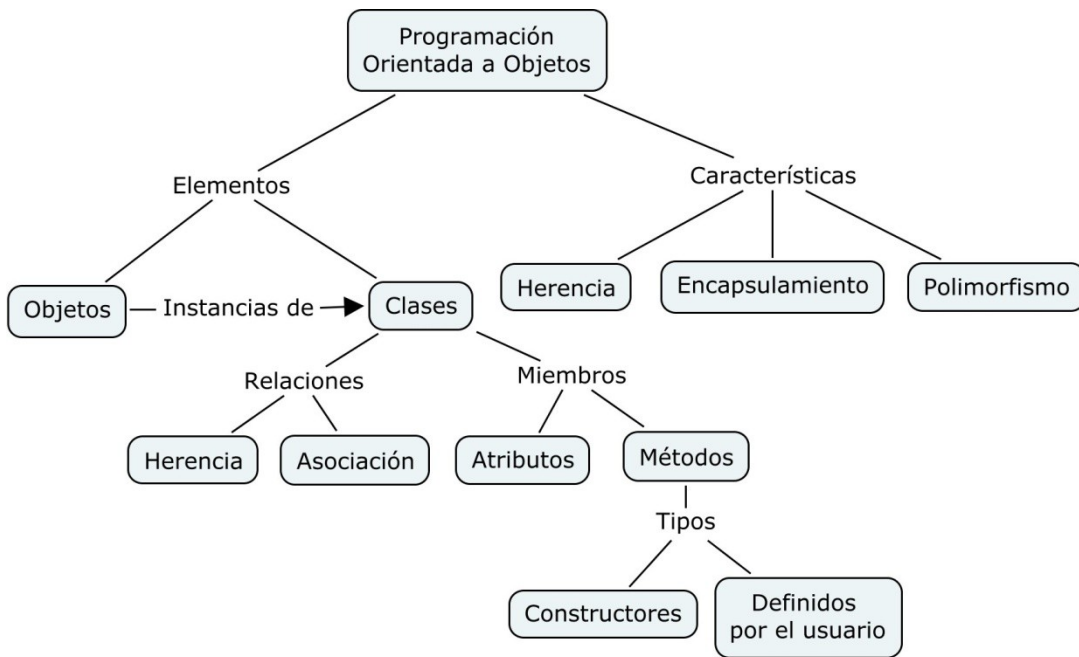 Programación
Orientada a Objetos
Elementos
Características
Objetos
Instancias de
Clases
Herencia
Encapsulamiento
Polimorfismo
Relaciones
Miembros
Herencia
Asociación
Atributos
Métodos
Tipos
Constructores
Definidos
por el usuario